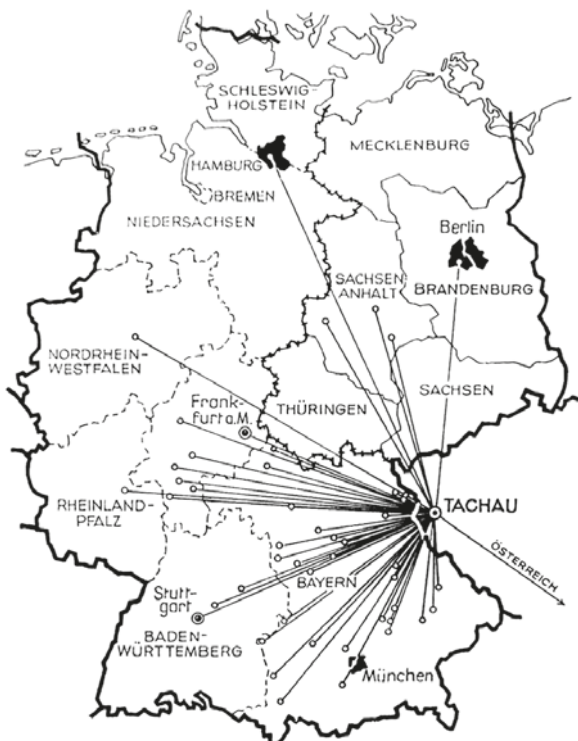 SCHLESWIG-
HOLSTEIN
MECKLENBURG
HAMBURG
BREMEN
NIEDERSACHSEN
Berlin
SACHSEN
ANHALT
BRANDENBURG
NORDRHEIN-
WESTFALEN
Frank-
furt a.M.
THÜRINGEN
SACHSEN
TACHAU
RHEINLAND-
PFALZ
ÖSTERREICH
BAYERN
Stutt-
gart
BADEN-
WÜRTTEMBERG
München